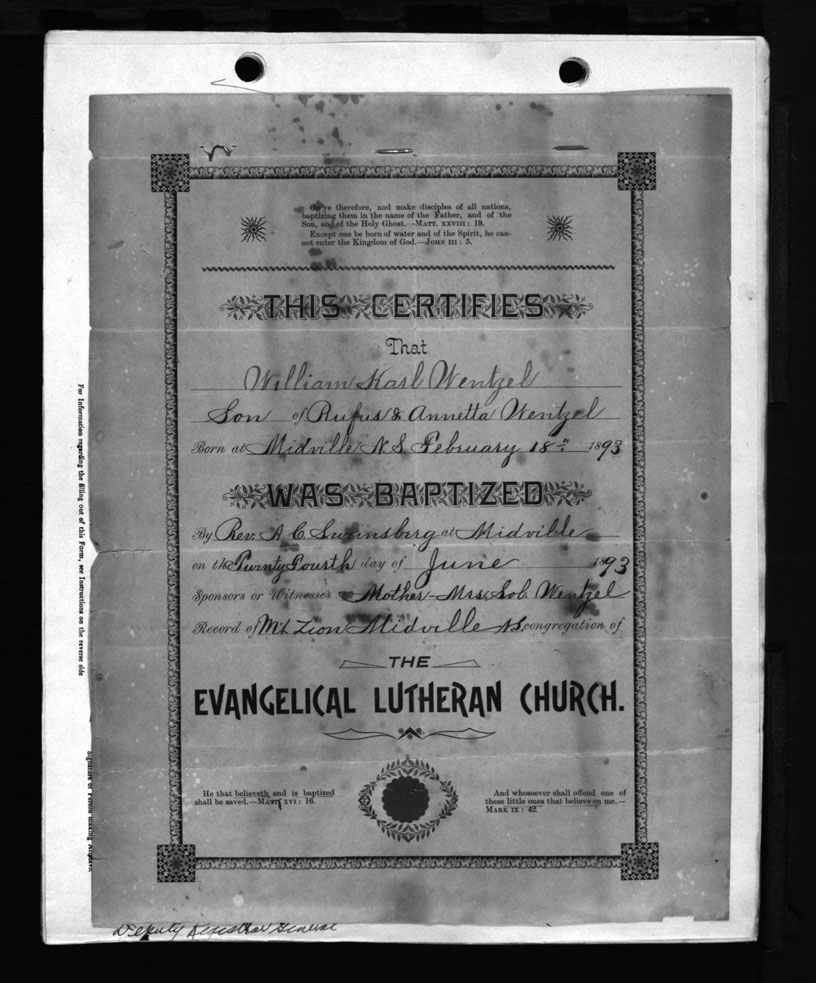 Go ye therefore, and make disciples of all nations,
baptizing them in the name of the Father, and of the
Son, and of the Holy Ghost.—MATT. XXVIII: 19.
Except one be born of water and of the Spirit, he can-
not enter the Kingdom of God.—JOHN III: 5.
THIS CERTIFIES
That
William Karl Wentzel
Son of Rufus & Annetta Wentzel
Born at Midville N.S. February 18th 1893
WAS BAPTIZED
By Rev. A C Swinsberg at Midville
on the Twenty Fourth day of June 1893
Sponsors or Witnesses Mother - Mrs. Sol. Wentzel
Record of Mt. Zion Midville N.S. congregation of
THE
EVANGELICAL LUTHERAN CHURCH.
He that believeth and is baptized
shall be saved.—MATT XVI: 16.
And whosoever shall offend one of
these little ones that believe on me.—
MARK IX: 42.
For Information regarding the filling out of this Form, see Instructions on the reverse side
Deputy Registrar General